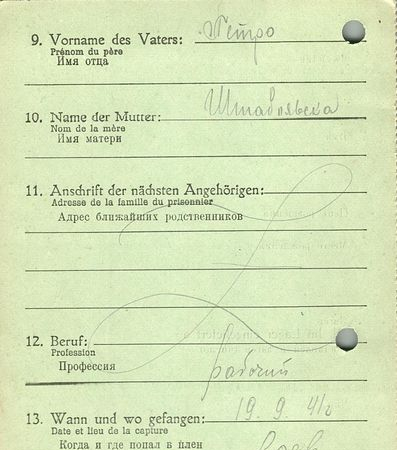 9. Vorname des Vaters: Петро
Prénom du père
Имя отца
10. Name der Mutter:
Nom de la mère
Имя матери
11. Anschrift der nächsten Angehörigen:
Adresse de la famille du prisonnier
Адрес ближайших родственников
12. Beruf:
Profession
Профессия
рабочий
13. Wann und wo gefangen: 19. 9. 41
Date et lieu de la capture
Когда и где попал в плен